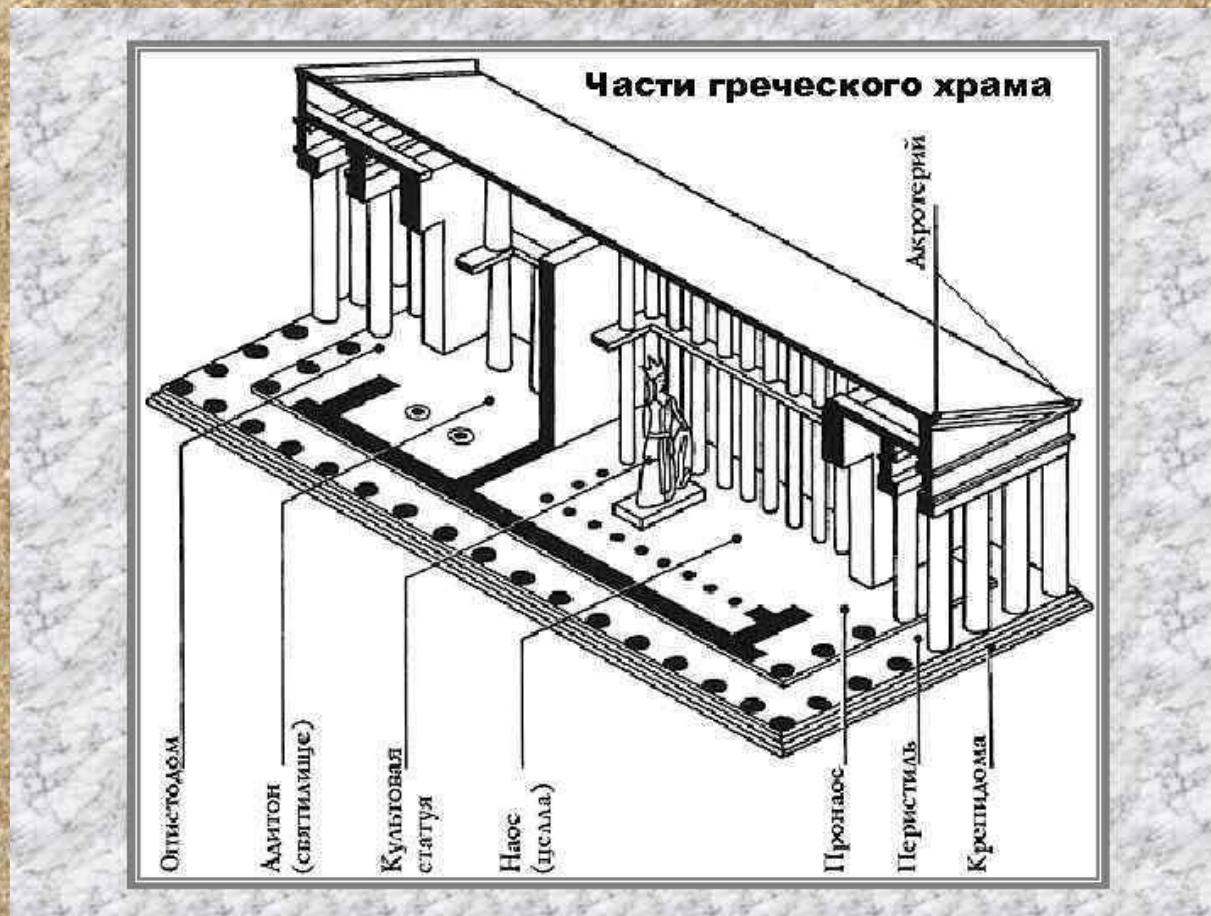 Части греческого храма
Акротерий
Опистодом
Адитон
(святилище)
Культовая
статуя
Наос
(целла)
Пронаос
Перистиль
Крепидома